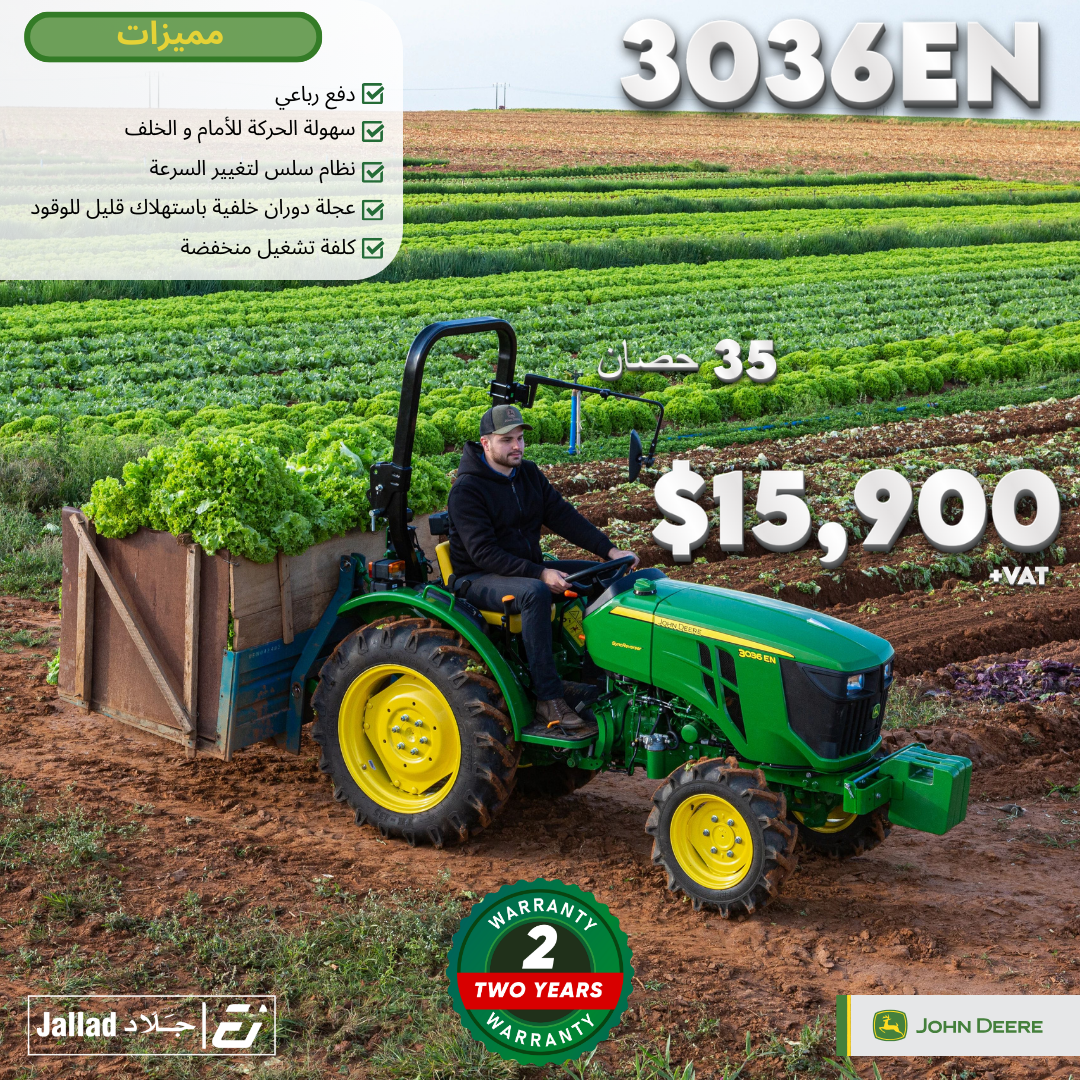 مميزات
3036EN
دفع رباعي
سهولة الحركة للأمام و الخلف
نظام سلس لتغيير السرعة
عجلة دوران خلفية باستهلاك قليل للوقود
كلفة تشغيل منخفضة
35 حصان
$15,900
+VAT
JOHN DEERE
SyncReverser
3036 EN
WARRANTY
2
TWO YEARS
WARRANTY
Jallad جَلاد
JOHN DEERE